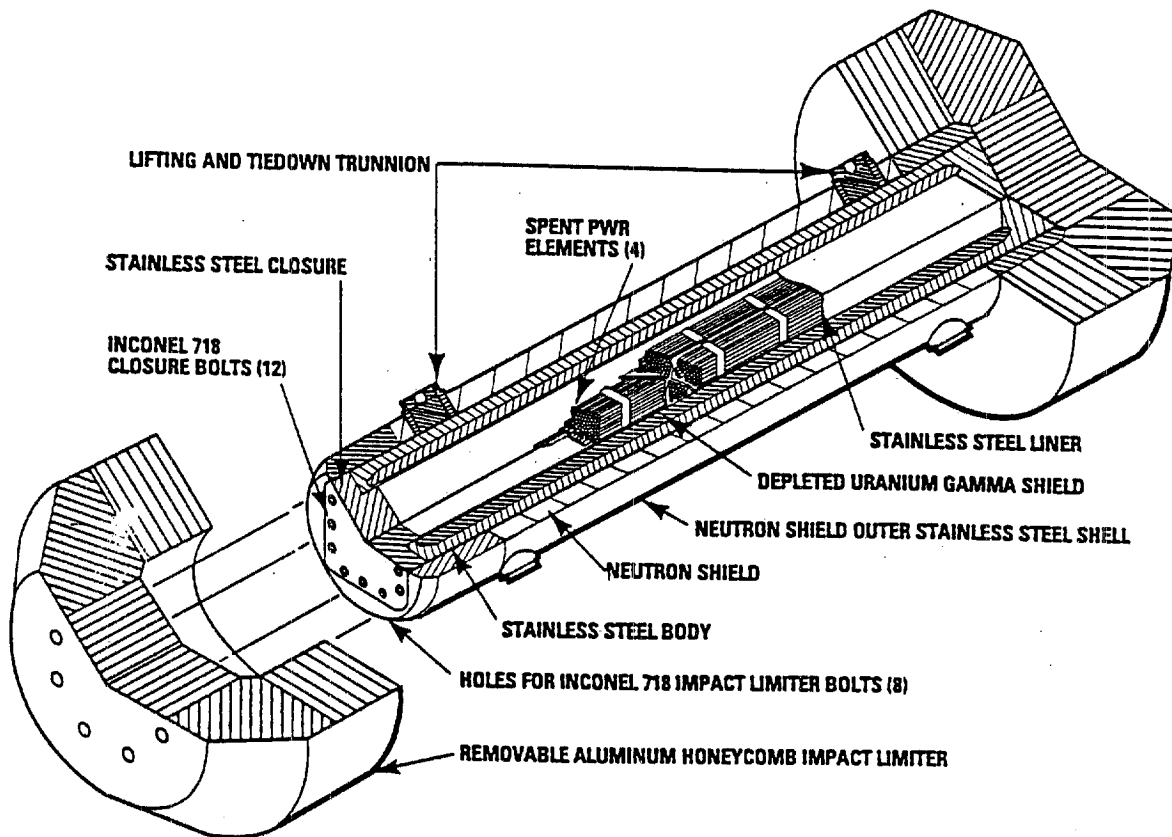 LIFTING AND TIEDOWN TRUNNION
SPENT PWR
ELEMENTS (4)
STAINLESS STEEL CLOSURE
INCONEL 718
CLOSURE BOLTS (12)
STAINLESS STEEL LINER
DEPLETED URANIUM GAMMA SHIELD
NEUTRON SHIELD OUTER STAINLESS STEEL SHELL
NEUTRON SHIELD
STAINLESS STEEL BODY
HOLES FOR INCONEL 718 IMPACT LIMITER BOLTS (8)
REMOVABLE ALUMINUM HONEYCOMB IMPACT LIMITER